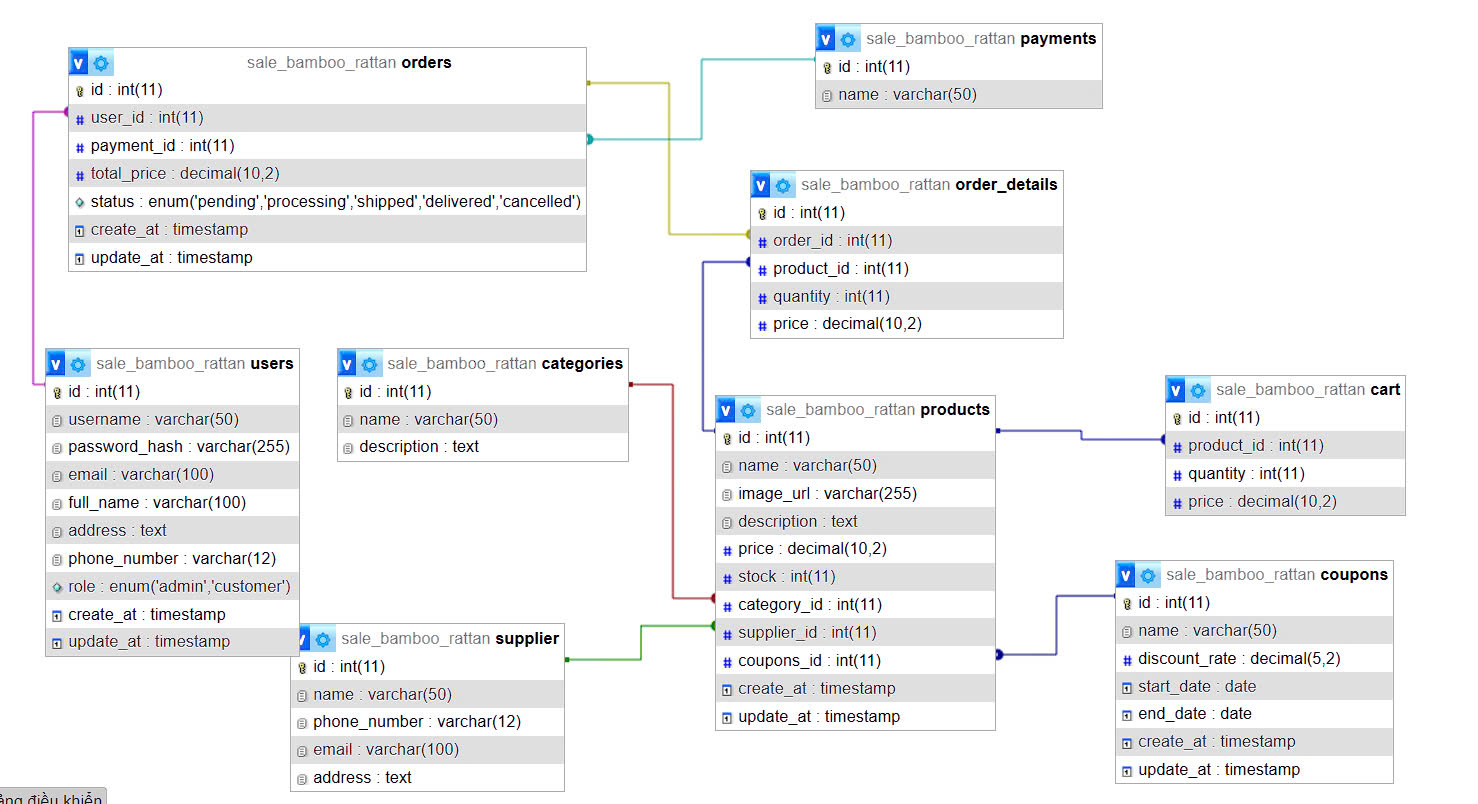 sale_bamboo_rattan orders
id : int(11)
user_id : int(11)
payment_id : int(11)
total_price : decimal(10,2)
status : enum('pending','processing','shipped','delivered','cancelled')
create_at : timestamp
update_at : timestamp
sale_bamboo_rattan payments
id : int(11)
name : varchar(50)
sale_bamboo_rattan order_details
id : int(11)
order_id : int(11)
product_id : int(11)
quantity : int(11)
price : decimal(10,2)
sale_bamboo_rattan users
id : int(11)
username : varchar(50)
password_hash : varchar(255)
email : varchar(100)
full_name : varchar(100)
address : text
phone_number : varchar(12)
role : enum('admin','customer')
create_at : timestamp
update_at : timestamp
sale_bamboo_rattan categories
id : int(11)
name : varchar(50)
description : text
sale_bamboo_rattan products
id : int(11)
name : varchar(50)
image_url : varchar(255)
description : text
price : decimal(10,2)
stock : int(11)
category_id : int(11)
supplier_id : int(11)
coupons_id : int(11)
create_at : timestamp
update_at : timestamp
sale_bamboo_rattan cart
id : int(11)
product_id : int(11)
quantity : int(11)
price : decimal(10,2)
sale_bamboo_rattan supplier
id : int(11)
name : varchar(50)
phone_number : varchar(12)
email : varchar(100)
address : text
sale_bamboo_rattan coupons
id : int(11)
name : varchar(50)
discount_rate : decimal(5,2)
start_date : date
end_date : date
create_at : timestamp
update_at : timestamp
điều khiển